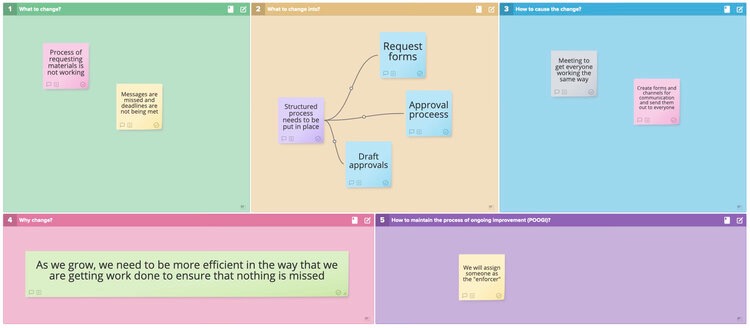 1 What to change?
Process of
requesting
materials is
not working
Messages are
missed and
deadlines are
not being met
2 What to change into?
Structured
process
needs to be
put in place
Request
forms
Approval
proceess
Draft
approvals
3 How to cause the change?
Meeting to
get everyone
working the
same way
Create forms and
channels for
communication
and send them
out to everyone
4 Why change?
As we grow, we need to be more efficient in the way that we
are getting work done to ensure that nothing is missed
5 How to maintain the process of ongoing improvement (POOGI)?
We will assign
someone as
the "enforcer"